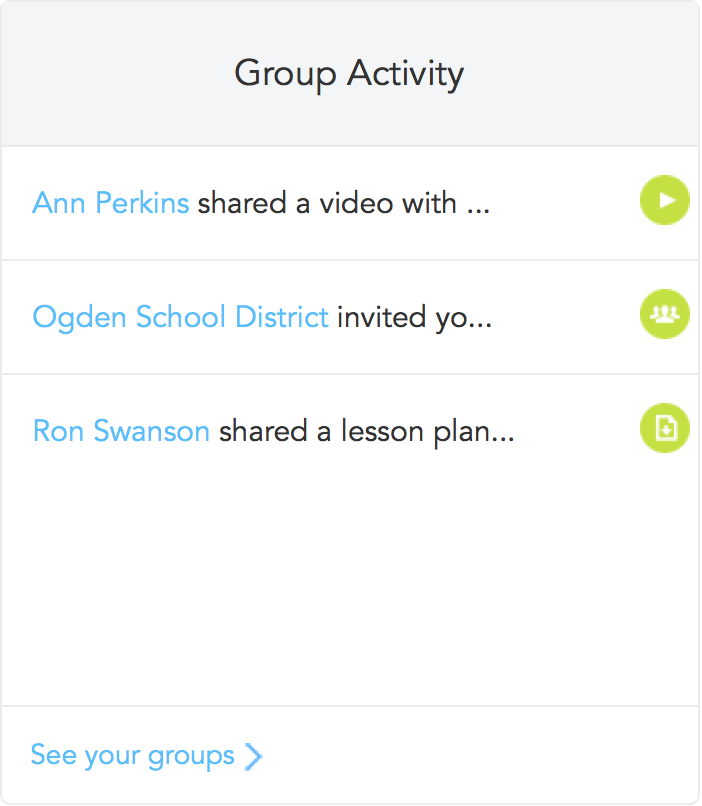 Group Activity
Ann Perkins shared a video with ...
Ogden School District invited yo...
Ron Swanson shared a lesson plan...
See your groups